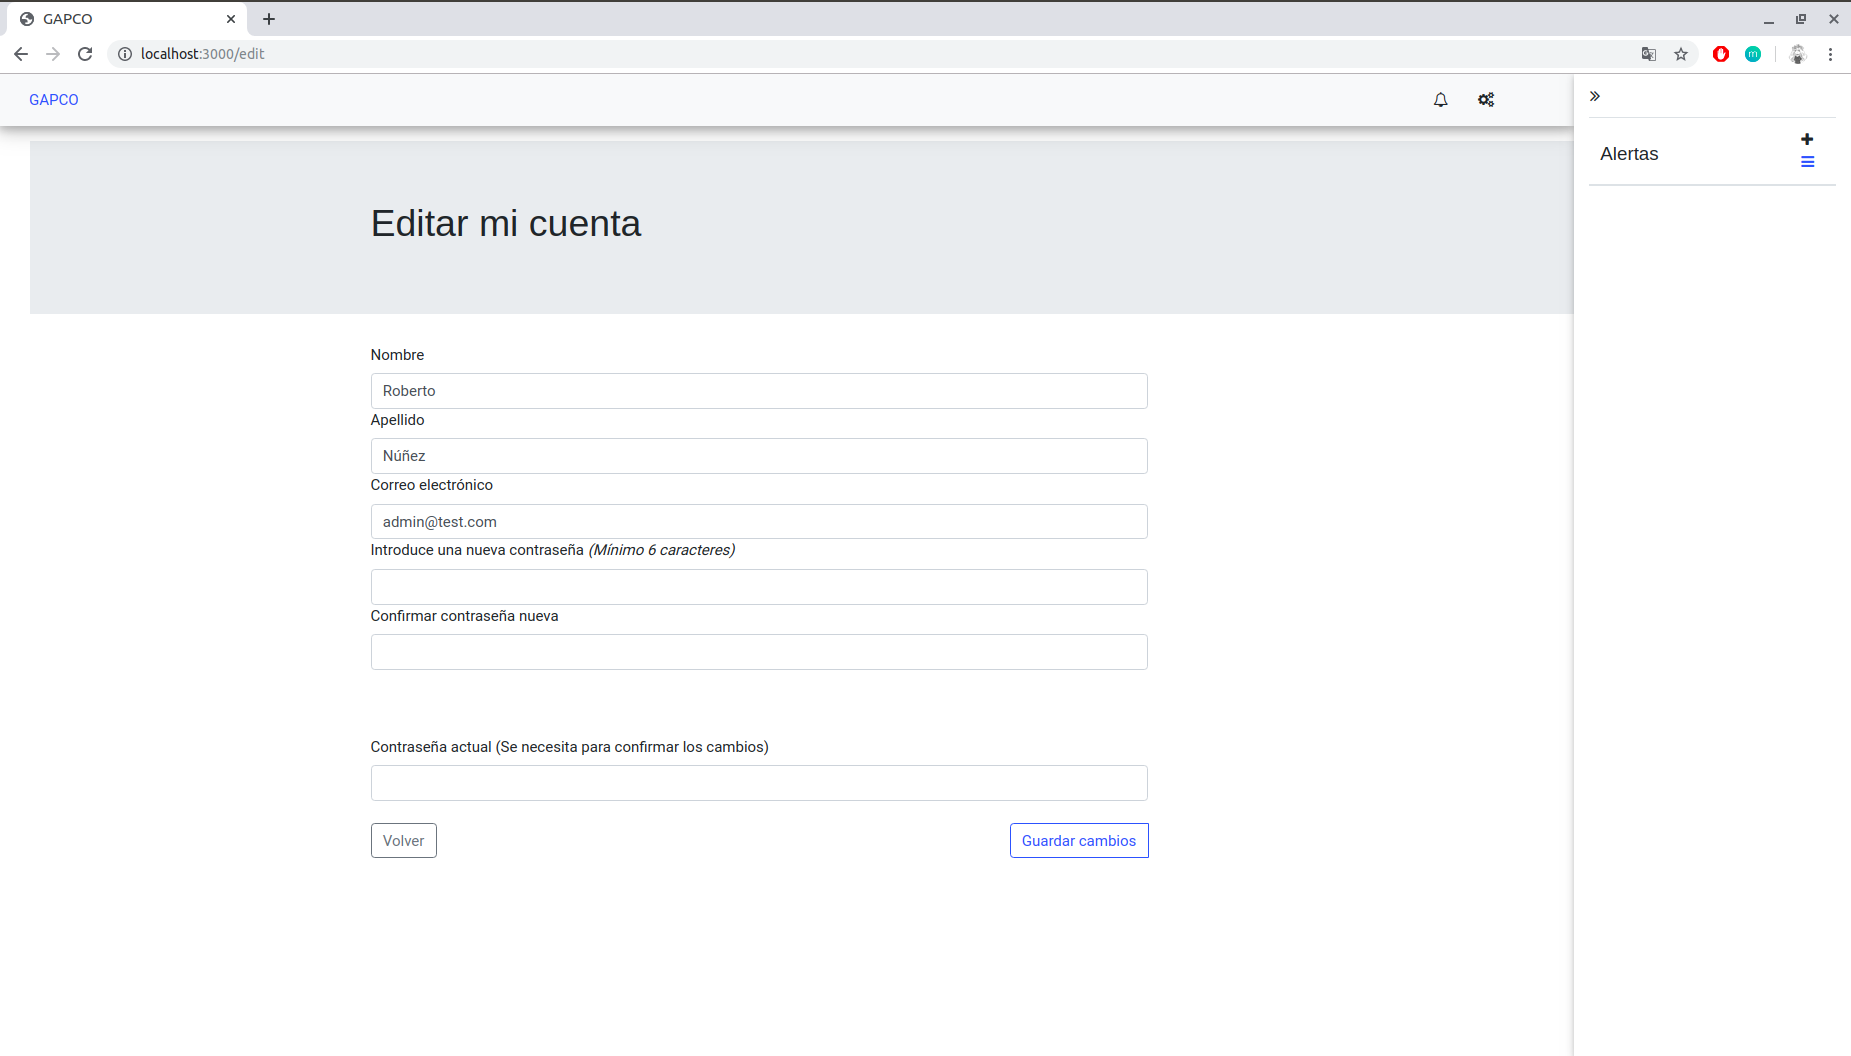 GAPCO
localhost:3000/edit
m
GAPCO
Alertas
Editar mi cuenta
Nombre
Roberto
Apellido
Núñez
Correo electrónico
admin@test.com
Introduce una nueva contraseña (Mínimo 6 caracteres)
Confirmar contraseña nueva
Contraseña actual (Se necesita para confirmar los cambios)
Volver
Guardar cambios